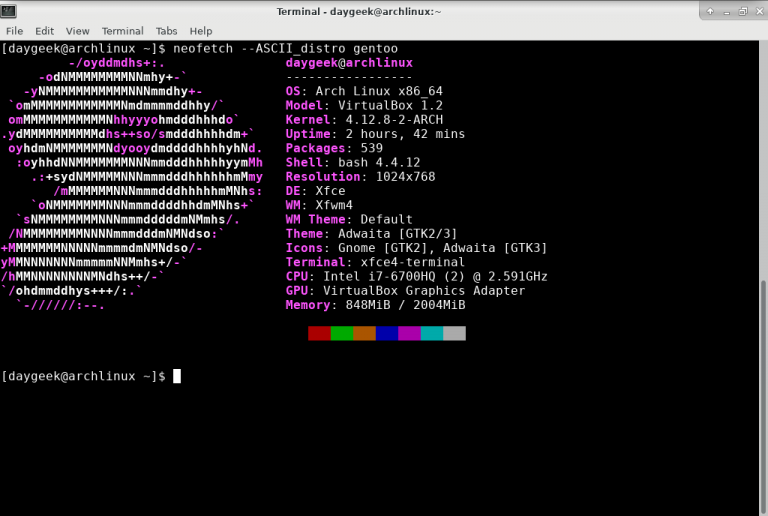 Terminal - daygeek@archlinux:~
File Edit View Terminal Tabs Help
[daygeek@archlinux ~]$ neofetch --ASCII_distro gentoo
-/oyddmdhs+:. daygeek@archlinux
-odNMMMMMMMMNNmhy+-` -----------------
-yNMMMMMMMMMMMNNNmmdhy+- OS: Arch Linux x86_64
`omMMMMMMMMMMMMNmdmmmmddhhy/` Model: VirtualBox 1.2
omMMMMMMMMMMMNhhyyyohmdddhhhdo` Kernel: 4.12.8-2-ARCH
.ydMMMMMMMMMMdhs++so/smdddhhhhdm+` Uptime: 2 hours, 42 mins
oyhdmNMMMMMMMNdyooydmddddhhhhyhNd. Packages: 539
:oyhhdNNMMMMMMMNNNmmdddhhhhhyymMh Shell: bash 4.4.12
.:+sydNMMMMMNNNmmmdddhhhhhhmMmy Resolution: 1024x768
/mMMMMMMNNNmmmdddhhhhhmMNhs: DE: Xfce
`oNMMMMMMMNNNmmmddddhhdmMNhs+` WM: Xfwm4
`sNMMMMMMMMNNNmmmdddddmNMmhs/. WM Theme: Default
/NMMMMMMMMNNNNmmmdddmNMNdso:` Theme: Adwaita [GTK2/3]
+MMMMMMMNNNNNmmmmdmNMNdso/- Icons: Gnome [GTK2], Adwaita [GTK3]
yMMNNNNNNNmmmmmNNMmhs+/-` Terminal: xfce4-terminal
/hMMNNNNNNNNMNdhs++/-` CPU: Intel i7-6700HQ (2) @ 2.591GHz
`/ohdmmddhys+++/:.` GPU: VirtualBox Graphics Adapter
`-//////:--. Memory: 848MiB / 2004MiB
[daygeek@archlinux ~]$